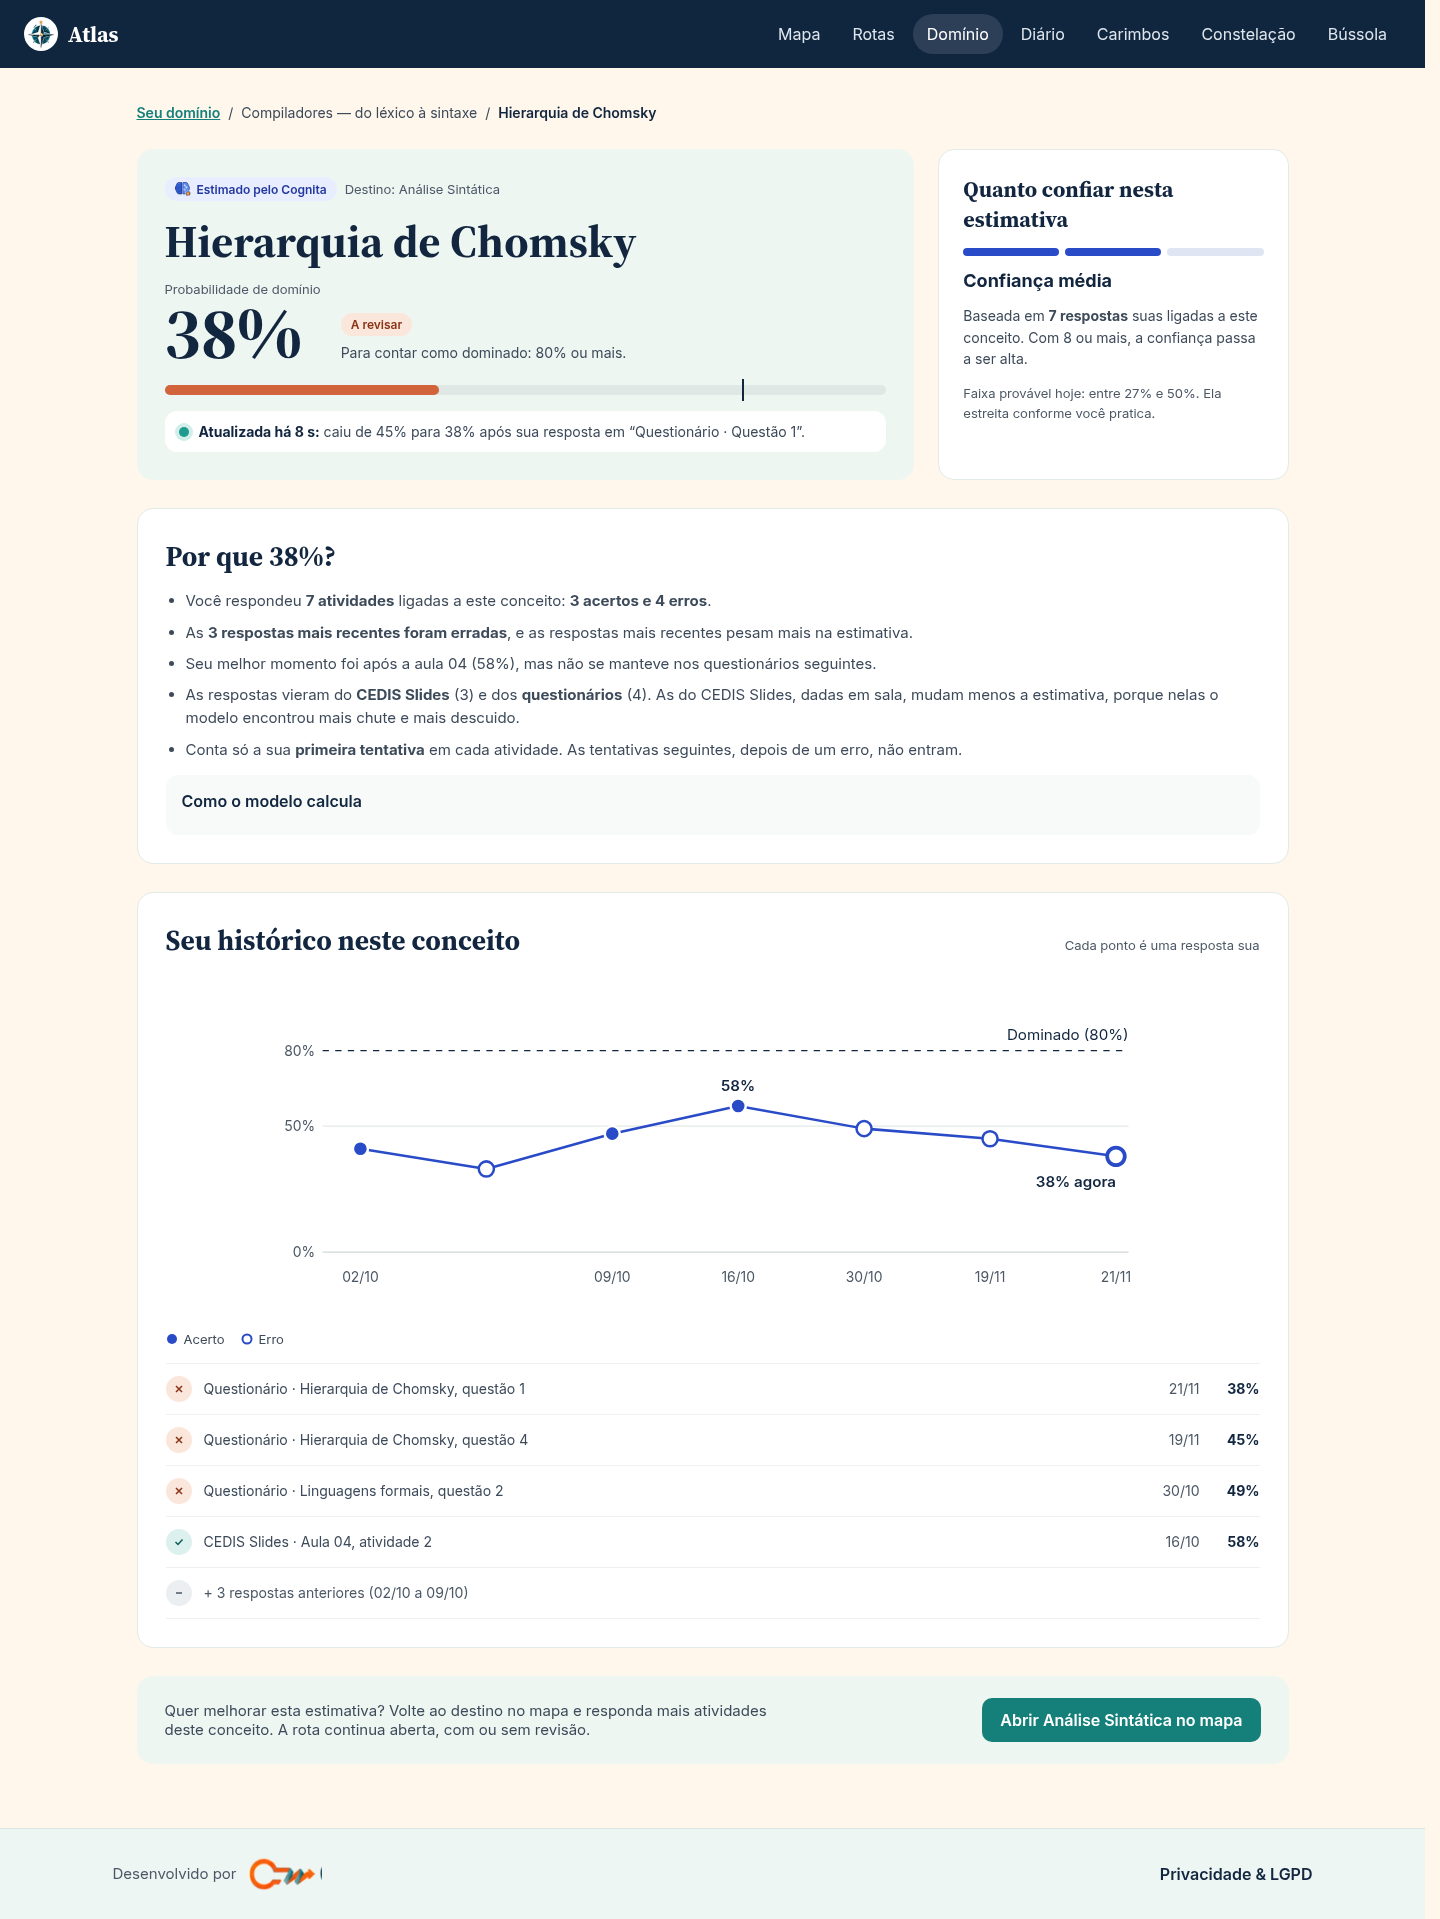 Atlas
Mapa Rotas Domínio Diário Carimbos Constelação Bússola
Seu domínio / Compiladores — do léxico à sintaxe / Hierarquia de Chomsky
Estimado pelo Cognita Destino: Análise Sintática
Hierarquia de Chomsky
Probabilidade de domínio
38%
A revisar
Para contar como dominado: 80% ou mais.
Atualizada há 8 s: caiu de 45% para 38% após sua resposta em “Questionário · Questão 1”.
Quanto confiar nesta
estimativa
Confiança média
Baseada em 7 respostas suas ligadas a este
conceito. Com 8 ou mais, a confiança passa
a ser alta.
Faixa provável hoje: entre 27% e 50%. Ela
estreita conforme você pratica.
Por que 38%?
Você respondeu 7 atividades ligadas a este conceito: 3 acertos e 4 erros.
As 3 respostas mais recentes foram erradas, e as respostas mais recentes pesam mais na estimativa.
Seu melhor momento foi após a aula 04 (58%), mas não se manteve nos questionários seguintes.
As respostas vieram do CEDIS Slides (3) e dos questionários (4). As do CEDIS Slides, dadas em sala, mudam menos a estimativa, porque nelas o
modelo encontrou mais chute e mais descuido.
Conta só a sua primeira tentativa em cada atividade. As tentativas seguintes, depois de um erro, não entram.
Como o modelo calcula
Seu histórico neste conceito
Cada ponto é uma resposta sua
Dominado (80%)
80%
58%
50%
38% agora
0%
02/10 09/10 16/10 30/10 19/11 21/11
Acerto Erro
Questionário · Hierarquia de Chomsky, questão 1 21/11 38%
Questionário · Hierarquia de Chomsky, questão 4 19/11 45%
Questionário · Linguagens formais, questão 2 30/10 49%
CEDIS Slides · Aula 04, atividade 2 16/10 58%
+ 3 respostas anteriores (02/10 a 09/10)
Quer melhorar esta estimativa? Volte ao destino no mapa e responda mais atividades
deste conceito. A rota continua aberta, com ou sem revisão.
Abrir Análise Sintática no mapa
Desenvolvido por
Privacidade & LGPD